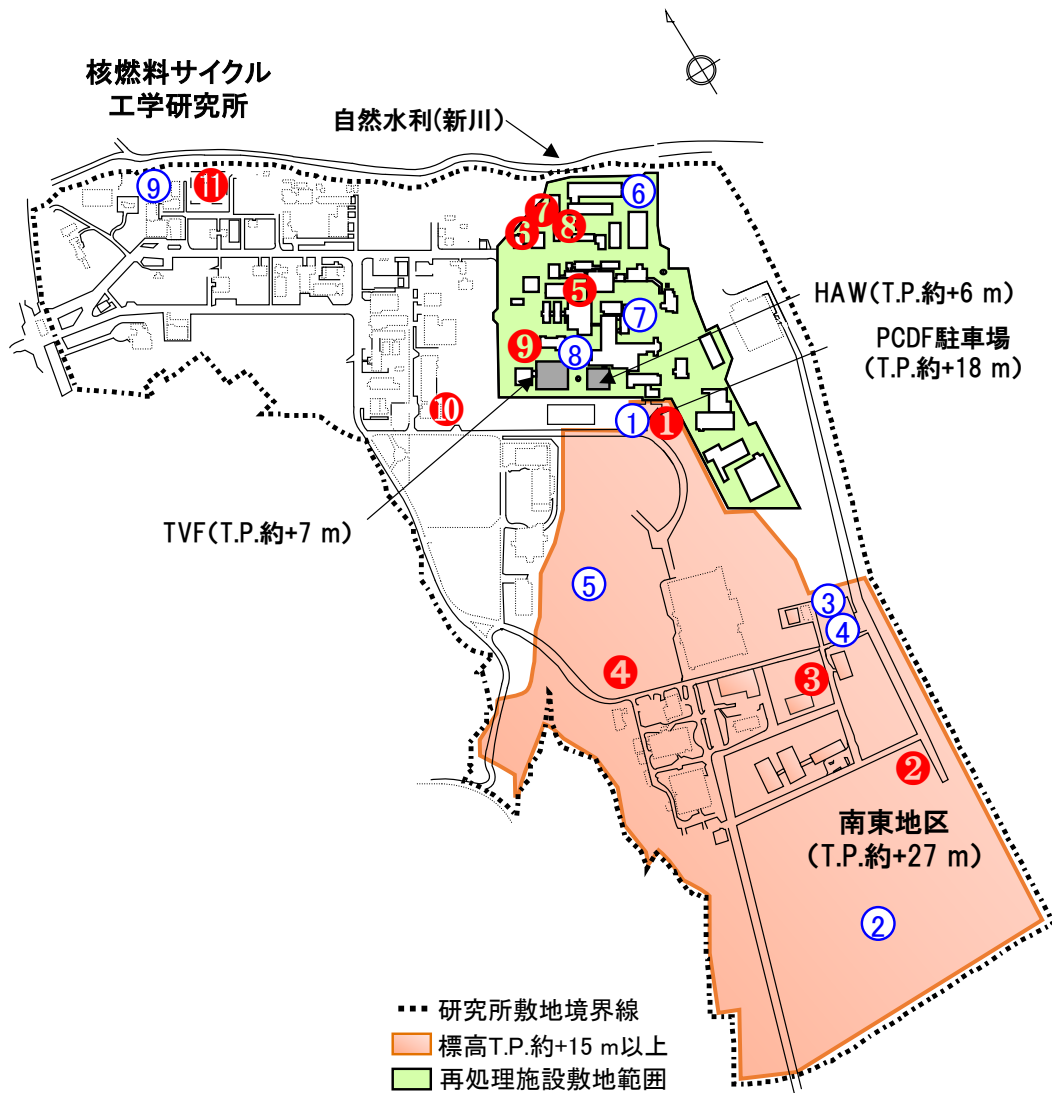 核燃料サイクル
工学研究所
自然水利(新川)
⑨
⓫
⑥
❼
❻
❽
HAW(T.P.約+6 m)
❺
⑦
PCDF駐車場
(T.P.約+18 m)
❾
⑧
❿
①
❶
TVF(T.P.約+7 m)
⑤
③
④
❹
❸
❷
南東地区
(T.P.約+27 m)
②
研究所敷地境界線
標高T.P.約+15 m以上
再処理施設敷地範囲